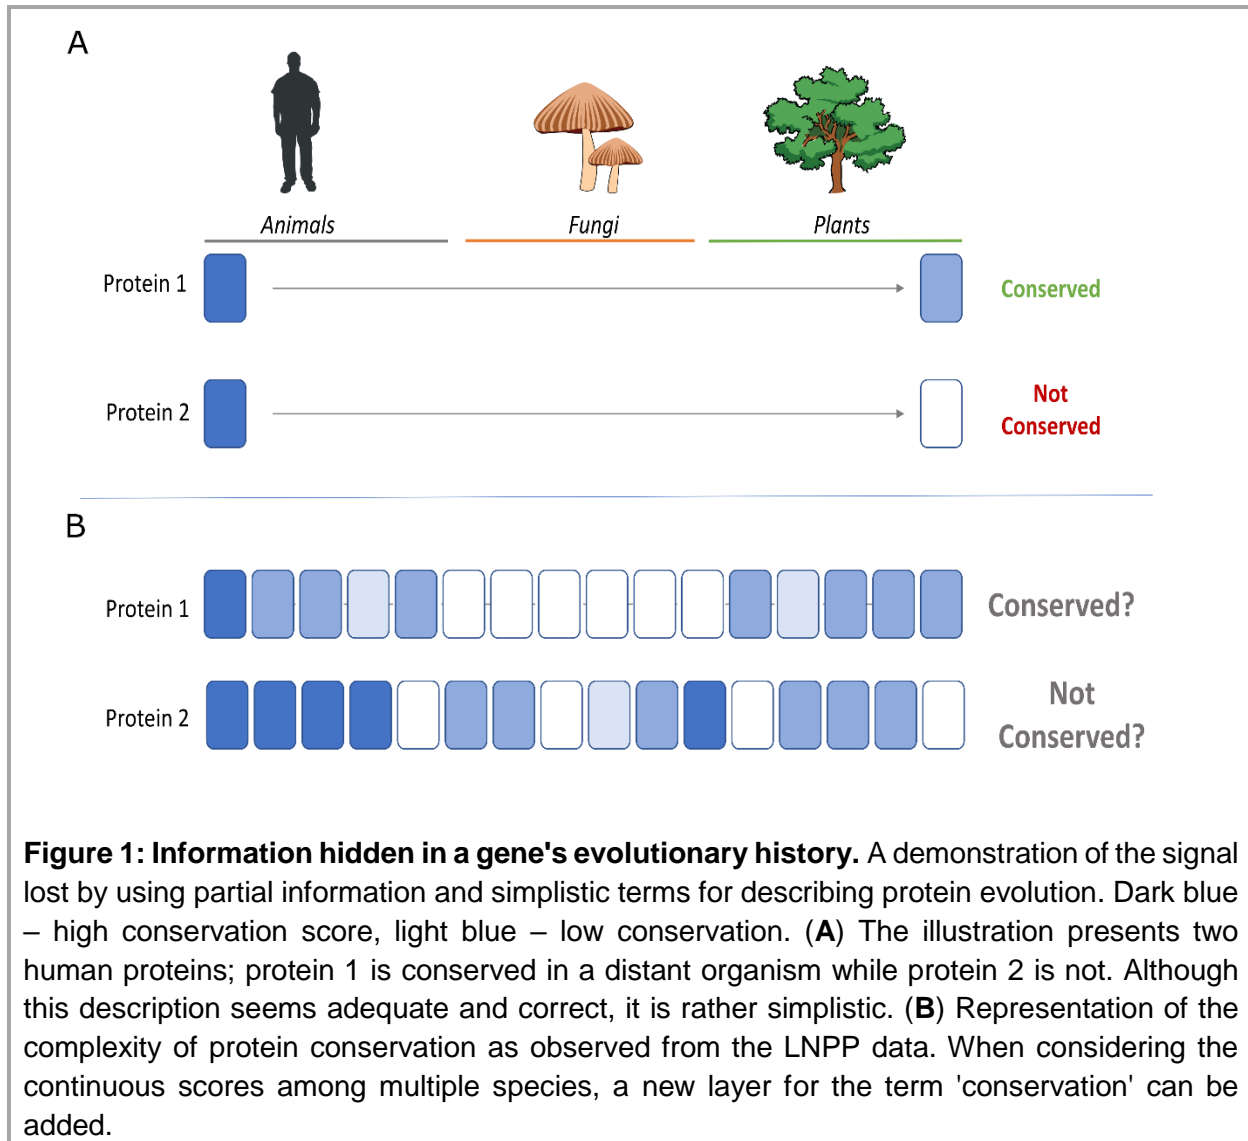 A
Animals Fungi Plants
Protein 1 Conserved
Protein 2 Not
Conserved
B
Protein 1 Conserved?
Protein 2 Not
Conserved?
Figure 1: Information hidden in a gene's evolutionary history. A demonstration of the signal
lost by using partial information and simplistic terms for describing protein evolution. Dark blue
– high conservation score, light blue – low conservation. (A) The illustration presents two
human proteins; protein 1 is conserved in a distant organism while protein 2 is not. Although
this description seems adequate and correct, it is rather simplistic. (B) Representation of the
complexity of protein conservation as observed from the LNPP data. When considering the
continuous scores among multiple species, a new layer for the term 'conservation' can be
added.